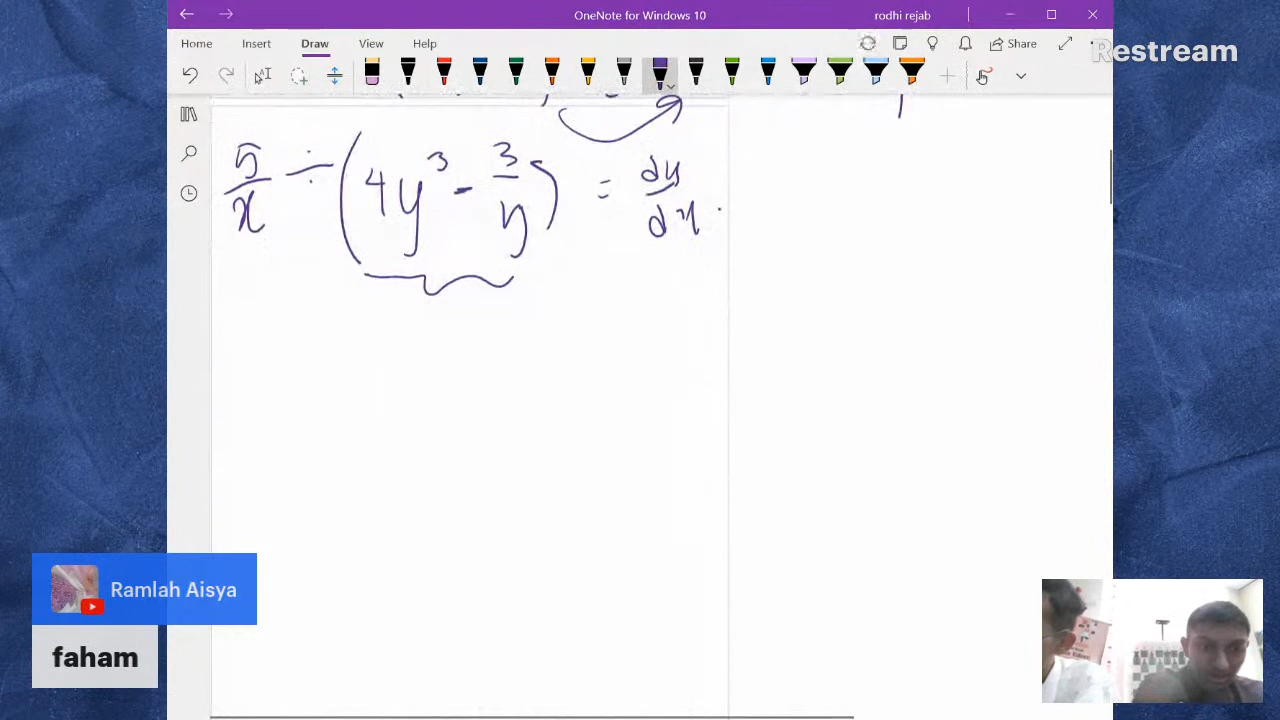 OneNote for Windows 10
rodhi rejab
Home Insert Draw View Help
Share
Restream
5/x ÷ (4y³ - 3/y) = dy/dx.
Ramlah Aisya
faham